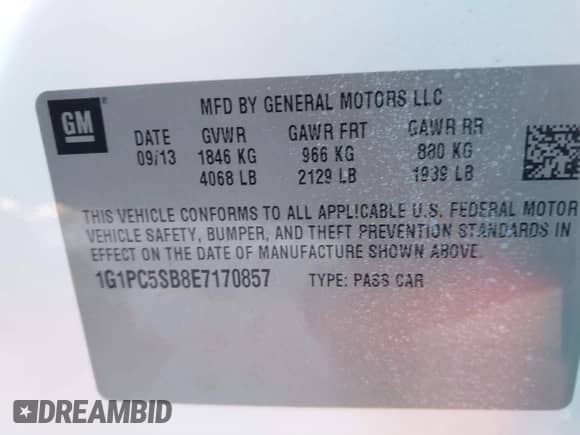 GM ®
MFD BY GENERAL MOTORS LLC
DATE GVWR GAWR FRT GAWR RR
09/13 1846 KG 966 KG 880 KG
4068 LB 2129 LB 1939 LB
THIS VEHICLE CONFORMS TO ALL APPLICABLE U.S. FEDERAL MOTOR
VEHICLE SAFETY, BUMPER, AND THEFT PREVENTION STANDARDS
IN EFFECT ON THE DATE OF MANUFACTURE SHOWN ABOVE.
1G1PC5SB8E7170857 TYPE: PASS CAR
DREAMBID